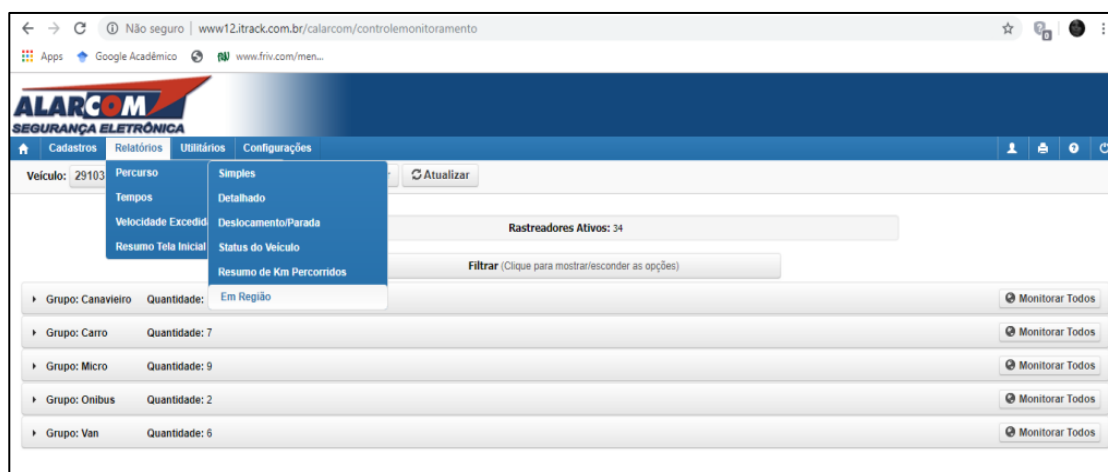 Não seguro | www12.itrack.com.br/calarcom/controlemonitoramento
Apps Google Acadêmico www.friv.com/men...
ALARCOM
SEGURANÇA ELETRÔNICA
Cadastros Relatórios Utilitários Configurações
Veículo: 29103 Percurso Simples Atualizar
Tempos Detalhado
Velocidade Excedida Deslocamento/Parada Rastreadores Ativos: 34
Resumo Tela Inicial Status do Veículo
Resumo de Km Percorridos Filtrar (Clique para mostrar/esconder as opções)
Em Região
Grupo: Canavieiro Quantidade: Monitorar Todos
Grupo: Carro Quantidade: 7 Monitorar Todos
Grupo: Micro Quantidade: 9 Monitorar Todos
Grupo: Onibus Quantidade: 2 Monitorar Todos
Grupo: Van Quantidade: 6 Monitorar Todos